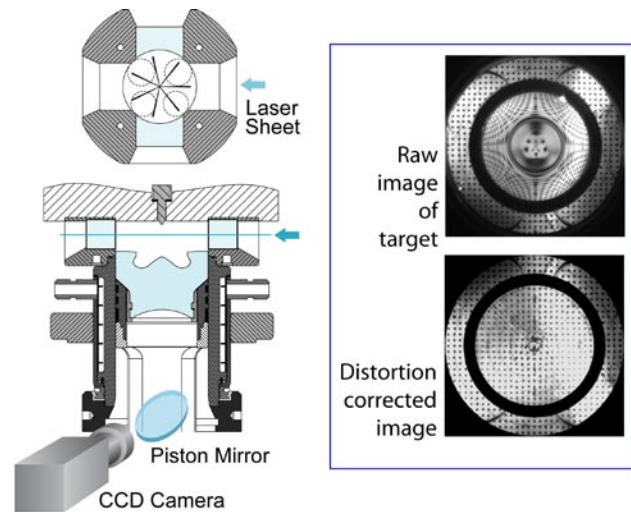 Laser
Sheet
Piston Mirror
CCD Camera
Raw
image
of
target
Distortion
corrected
image